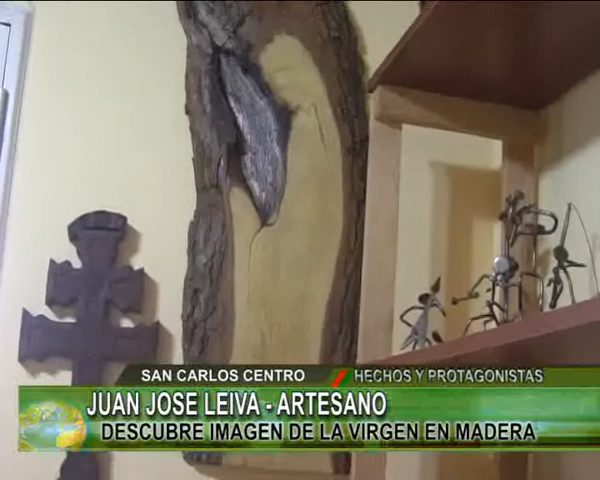 SAN CARLOS CENTRO
HECHOS Y PROTAGONISTAS
JUAN JOSE LEIVA - ARTESANO
DESCUBRE IMAGEN DE LA VIRGEN EN MADERA